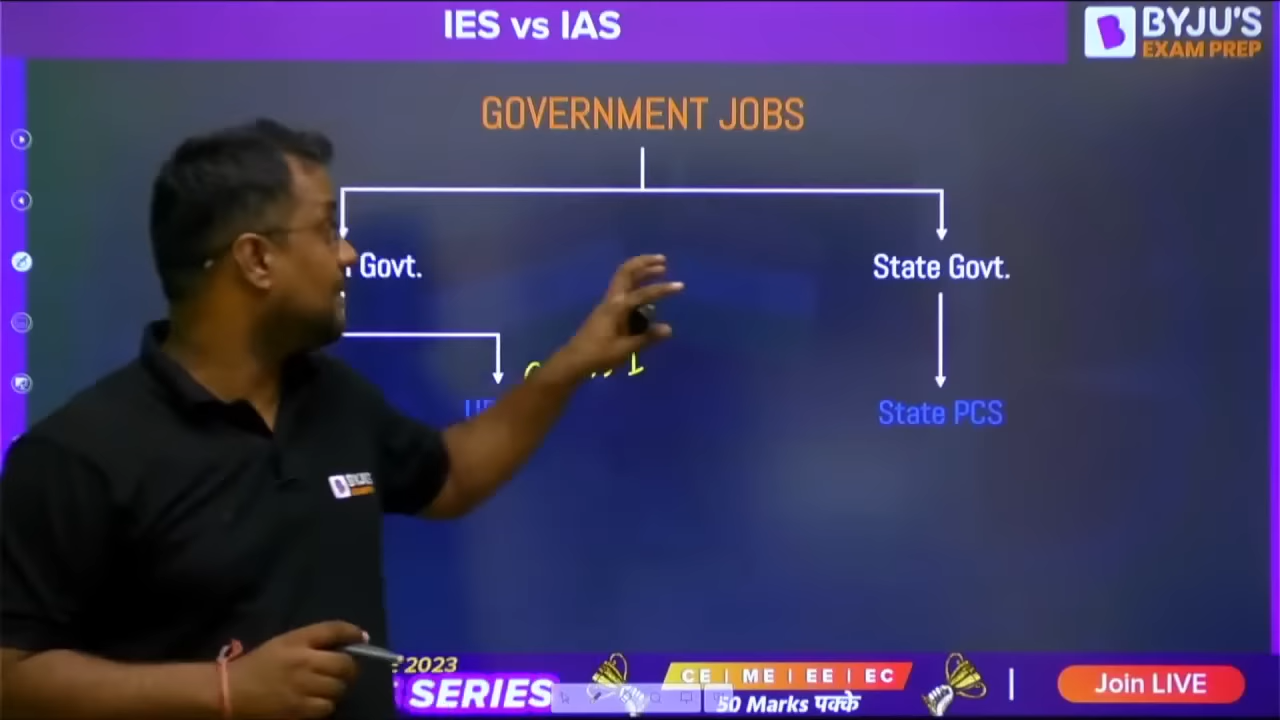 IES vs IAS
BYJU'S
EXAM PREP
GOVERNMENT JOBS
Govt.
State Govt.
State PCS
BYJU'S
2023
SERIES
CE | ME | EE | EC
50 Marks पक्के
Join LIVE